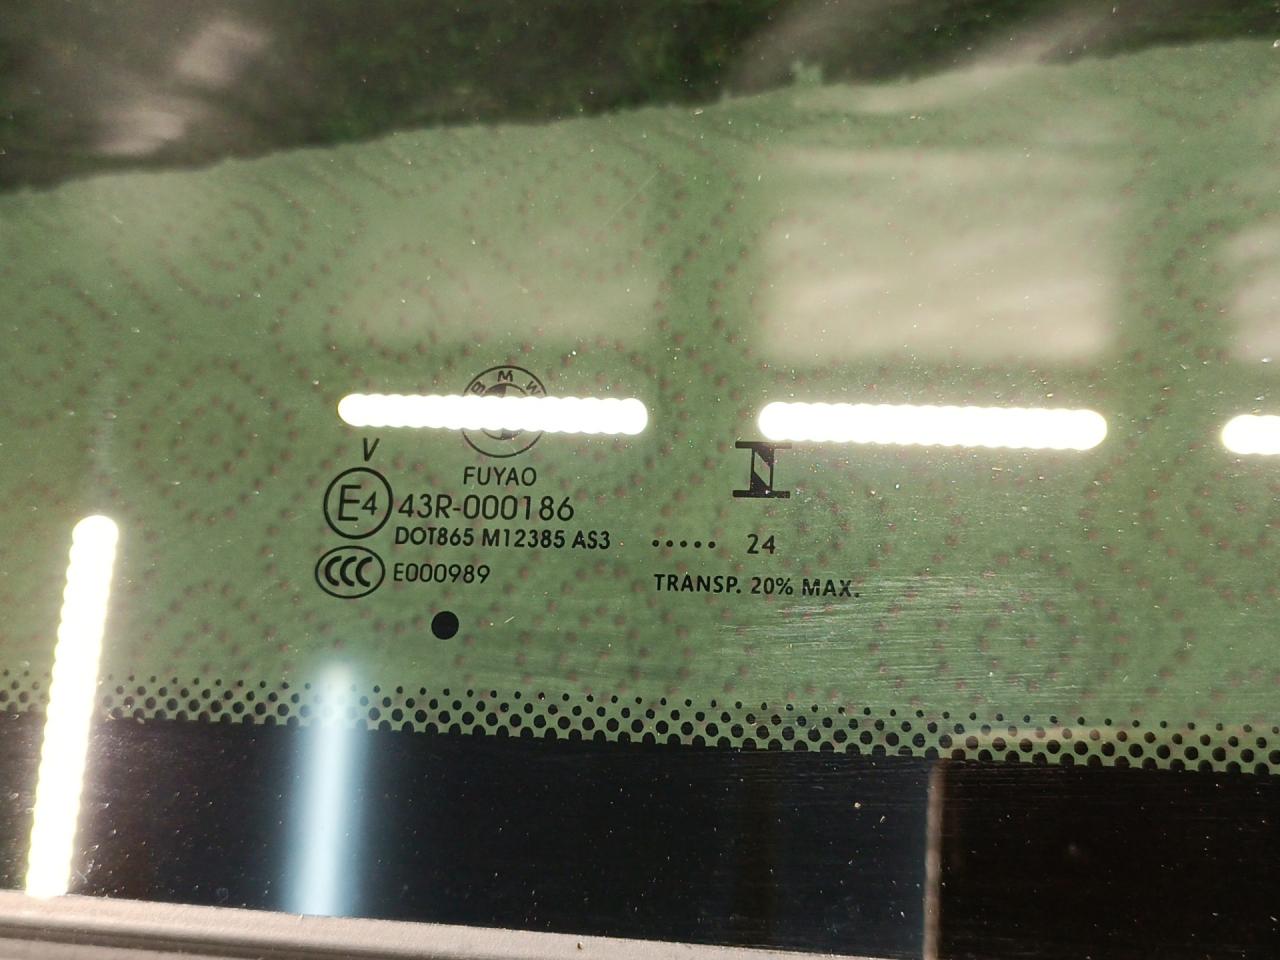 BMW
V
FUYAO
E4 43R-000186
DOT865 M12385 AS3 ..... 24
CCC E000989
TRANSP. 20% MAX.